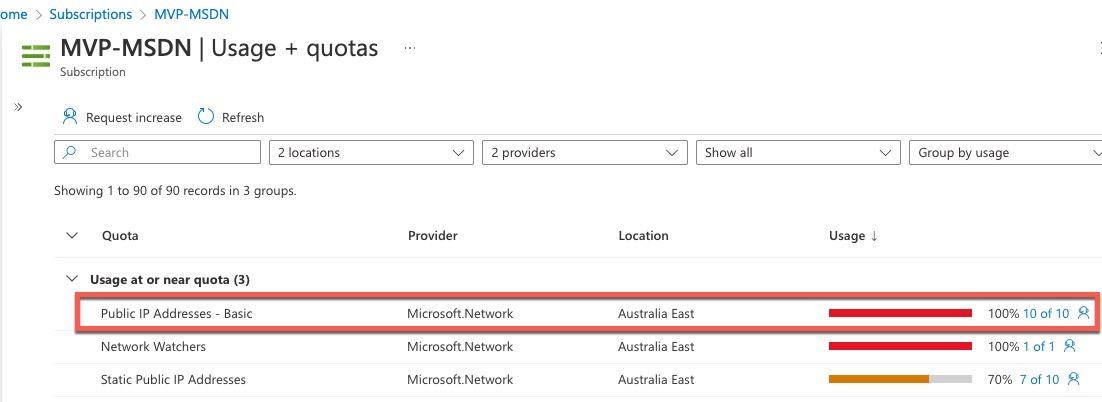 ome > Subscriptions > MVP-MSDN
MVP-MSDN | Usage + quotas ...
Subscription
Request increase Refresh
Search 2 locations 2 providers Show all Group by usage
Showing 1 to 90 of 90 records in 3 groups.
Quota Provider Location Usage ↓
Usage at or near quota (3)
Public IP Addresses - Basic Microsoft.Network Australia East 100% 10 of 10
Network Watchers Microsoft.Network Australia East 100% 1 of 1
Static Public IP Addresses Microsoft.Network Australia East 70% 7 of 10